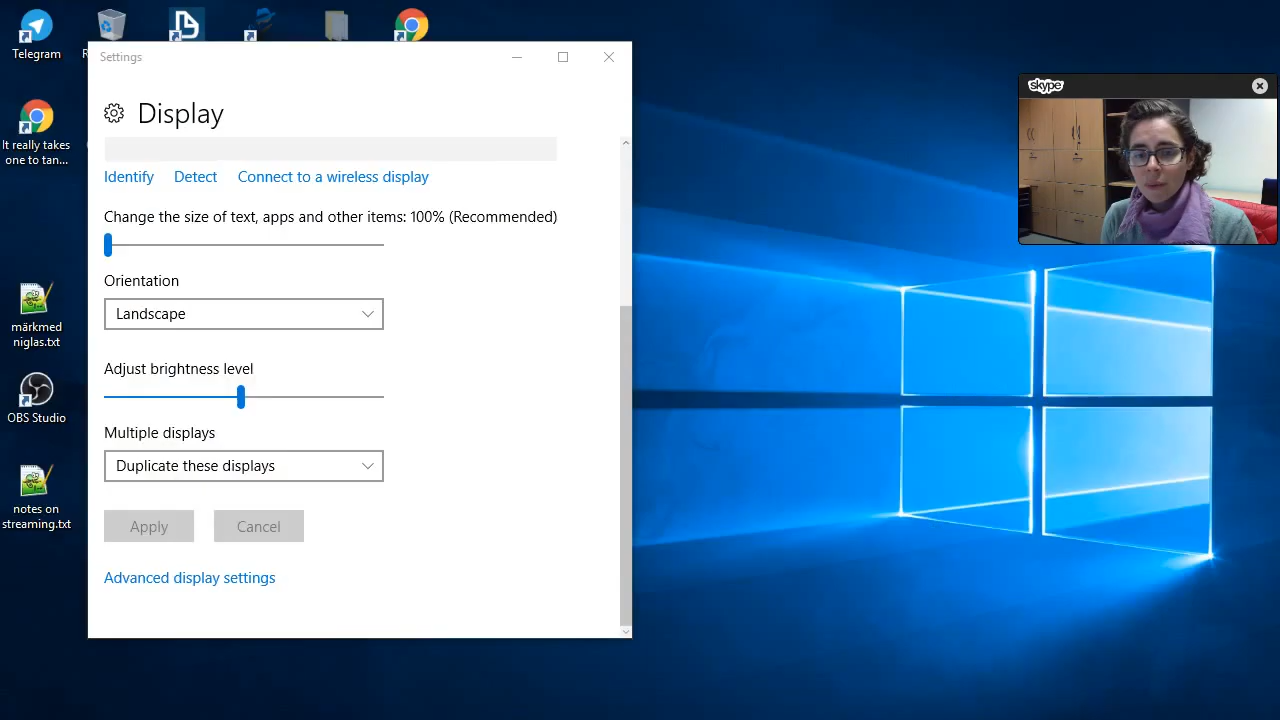 Telegram
Settings
skype
Display
It really takes
one to tan...
Identify
Detect
Connect to a wireless display
Change the size of text, apps and other items: 100% (Recommended)
Orientation
Landscape
märkmed
niglas.txt
Adjust brightness level
OBS Studio
Multiple displays
Duplicate these displays
notes on
streaming.txt
Apply
Cancel
Advanced display settings